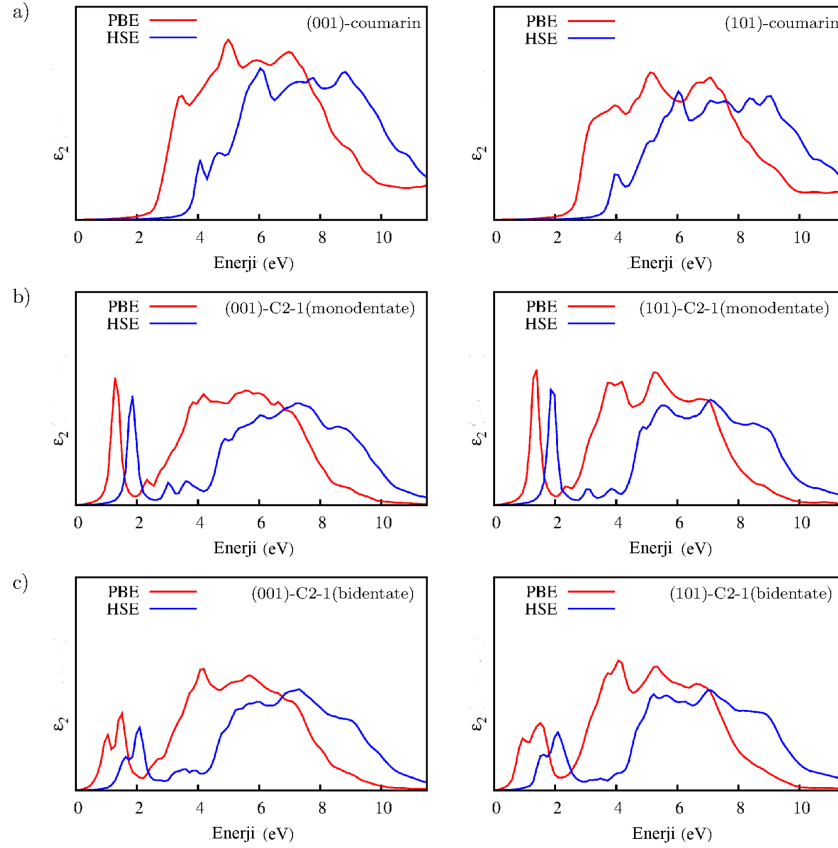 a)
PBE
HSE
(001)-coumarin
ε2
0 2 4 6 8 10
Enerji (eV)
PBE
HSE
(101)-coumarin
ε2
0 2 4 6 8 10
Enerji (eV)
b)
PBE
HSE
(001)-C2-1(monodentate)
ε2
0 2 4 6 8 10
Enerji (eV)
PBE
HSE
(101)-C2-1(monodentate)
ε2
0 2 4 6 8 10
Enerji (eV)
c)
PBE
HSE
(001)-C2-1(bidentate)
ε2
0 2 4 6 8 10
Enerji (eV)
PBE
HSE
(101)-C2-1(bidentate)
ε2
0 2 4 6 8 10
Enerji (eV)